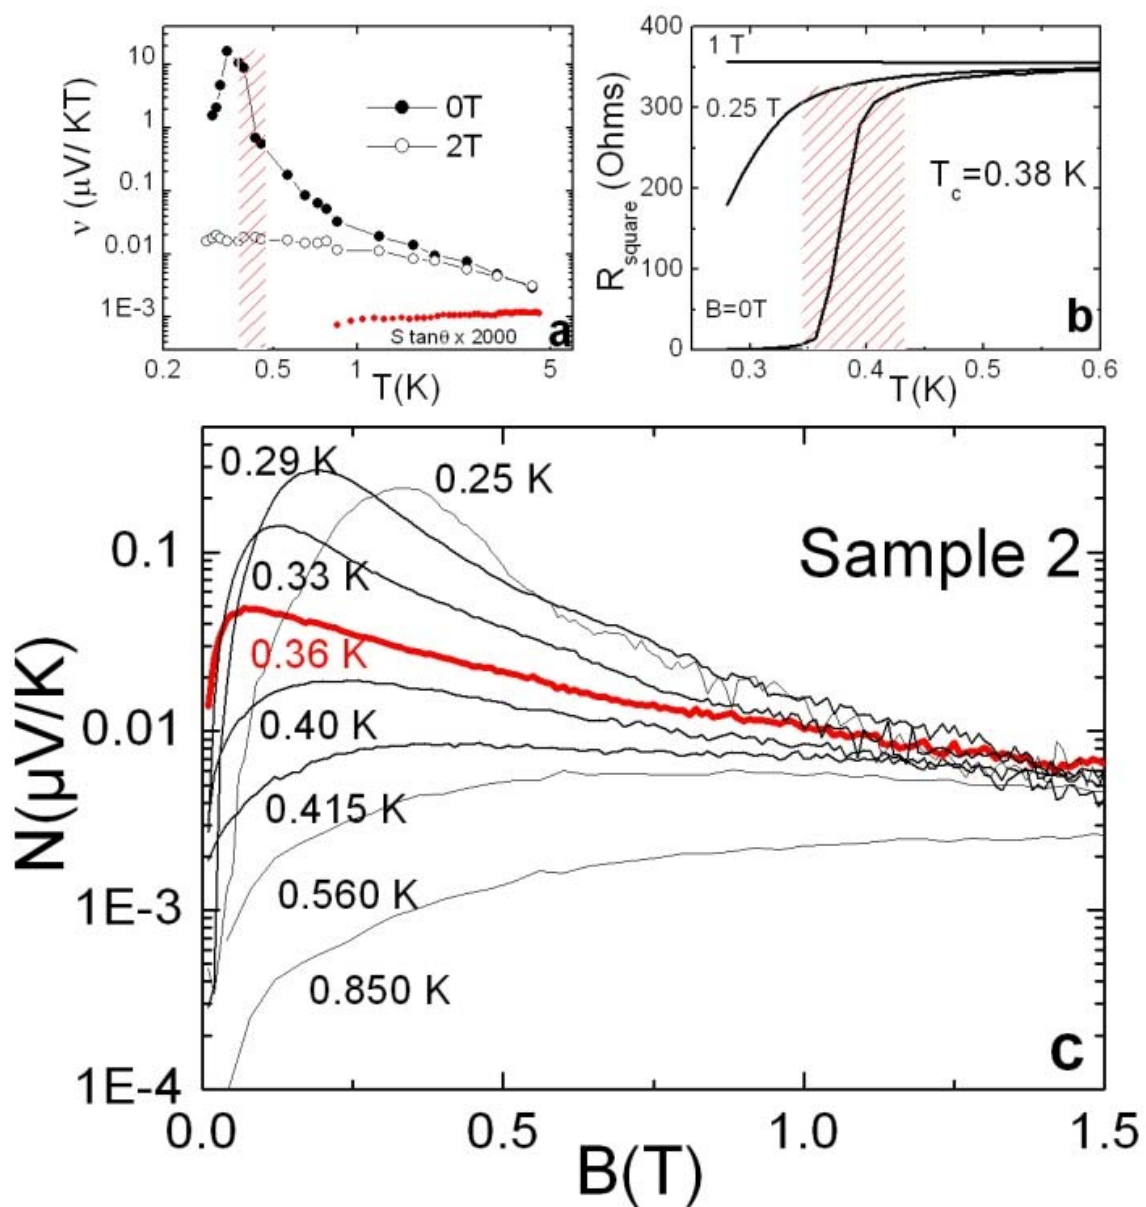 10
1
0.1
0.01
1E-3
ν (μV/ KT)
0T
2T
S tanθ x 2000
a
0.2
0.5
1
5
T(K)
400
300
200
100
0
R square (Ohms)
1 T
0.25 T
T c =0.38 K
B=0T
b
0.3
0.4
0.5
0.6
T(K)
0.29 K
0.25 K
Sample 2
0.1
0.33 K
0.36 K
0.01
0.40 K
0.415 K
N(μV/K)
1E-3
0.560 K
0.850 K
c
1E-4
0.0
0.5
1.0
1.5
B(T)